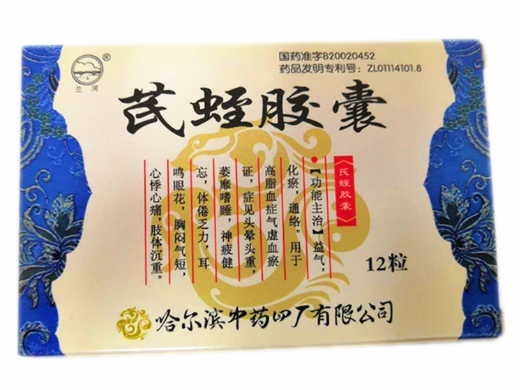 兰河
®
国药准字B20020452
药品发明专利号：ZL01114101.8
芪蛭胶囊
〈芪蛭胶囊〉
【功能主治】益气，
化瘀，通络。用于
高脂血症气虚血瘀
证，症见头晕头重，
萎靡嗜睡，神疲健
忘，体倦乏力，耳
鸣眼花，胸闷气短，
心悸心痛，肢体沉重。
12粒
哈尔滨中药四厂有限公司